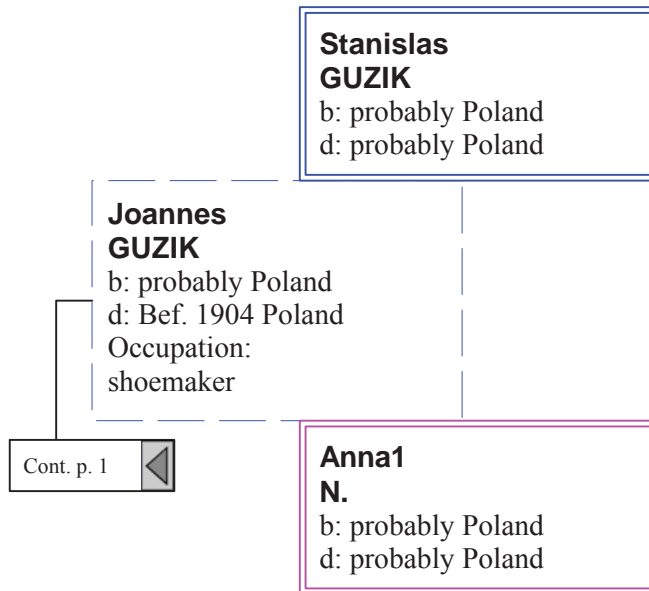 Stanislas
GUZIK
b: probably Poland
d: probably Poland
Joannes
GUZIK
b: probably Poland
d: Bef. 1904 Poland
Occupation:
shoemaker
Cont. p. 1
Anna1
N.
b: probably Poland
d: probably Poland